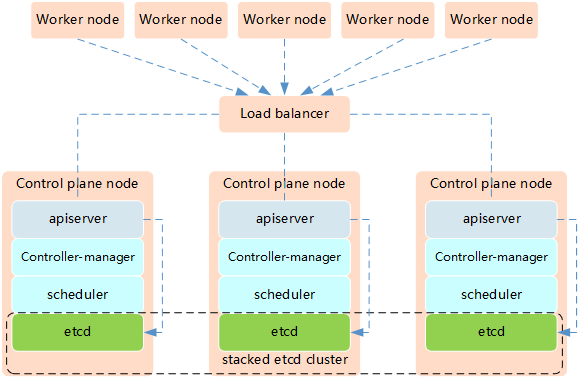 Worker node Worker node Worker node Worker node Worker node
Load balancer
Control plane node Control plane node Control plane node
apiserver apiserver apiserver
Controller-manager Controller-manager Controller-manager
scheduler scheduler scheduler
etcd etcd etcd
stacked etcd cluster